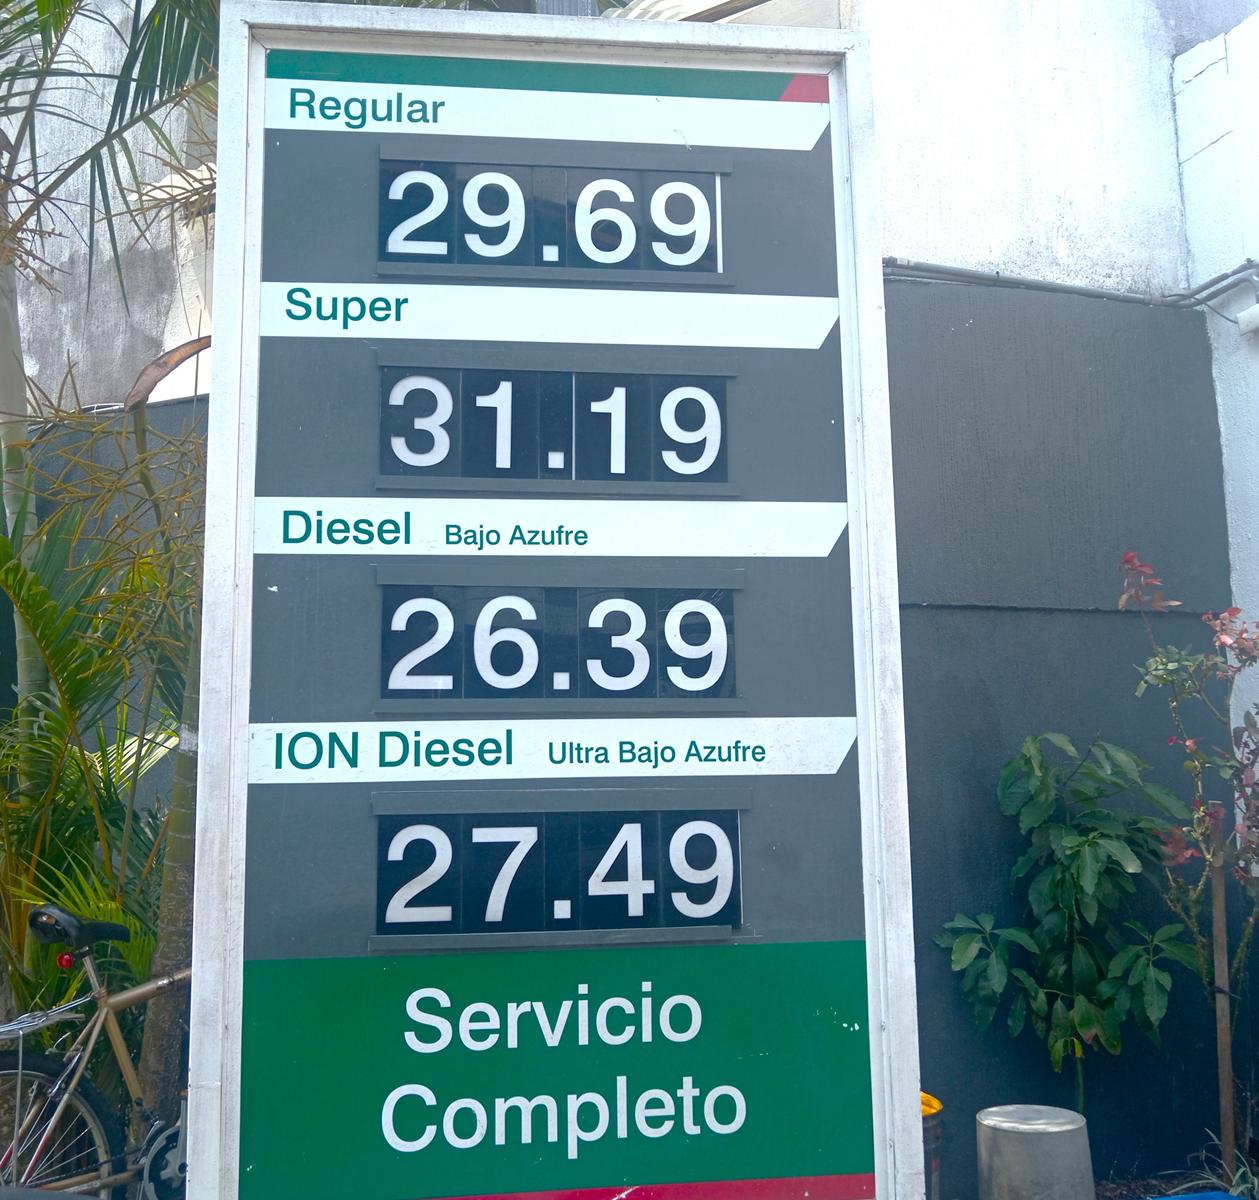 Regular
29.69
Super
31.19
Diesel Bajo Azufre
26.39
ION Diesel Ultra Bajo Azufre
27.49
Servicio
Completo